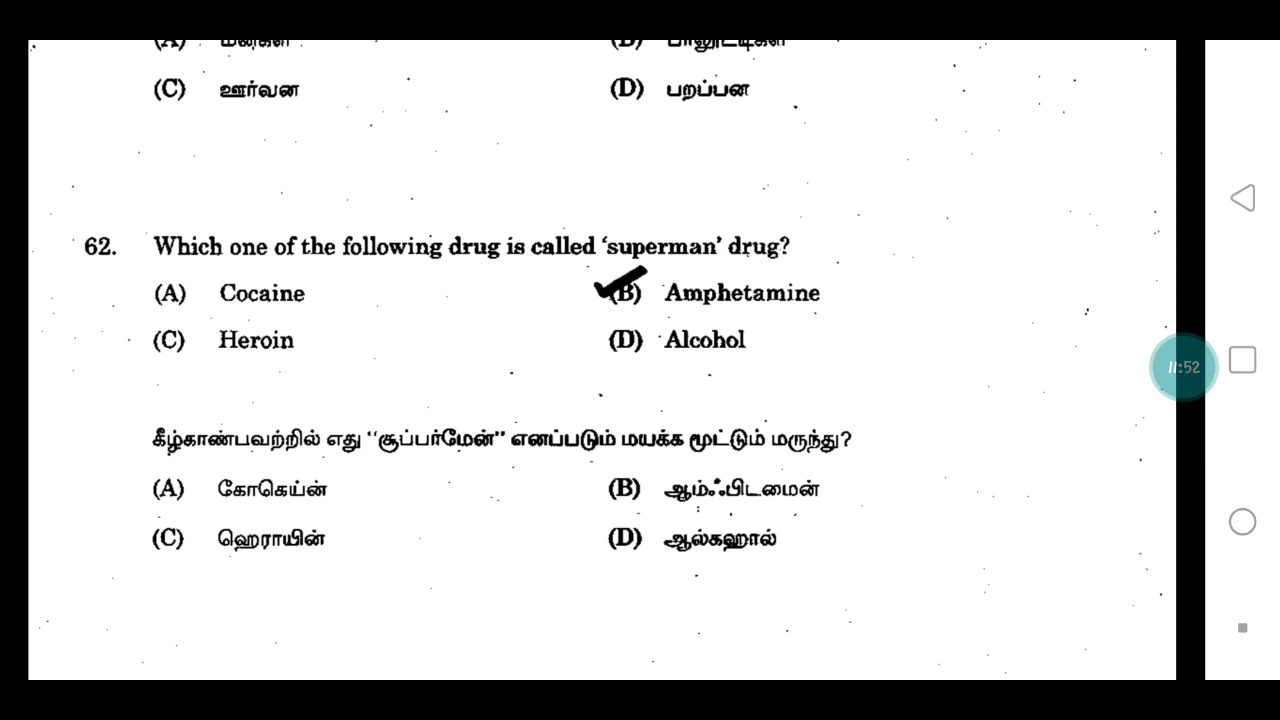 (C) ஊர்வன (D) பறப்பன
62. Which one of the following drug is called ‘superman’ drug?
(A) Cocaine (B) Amphetamine
(C) Heroin (D) Alcohol
கீழ்காண்பவற்றில் எது “சூப்பர்மேன்” எனப்படும் மயக்க மூட்டும் மருந்து?
(A) கோகெய்ன் (B) ஆம்ஃபிடமைன்
(C) ஹெராயின் (D) ஆல்கஹால்
11:52